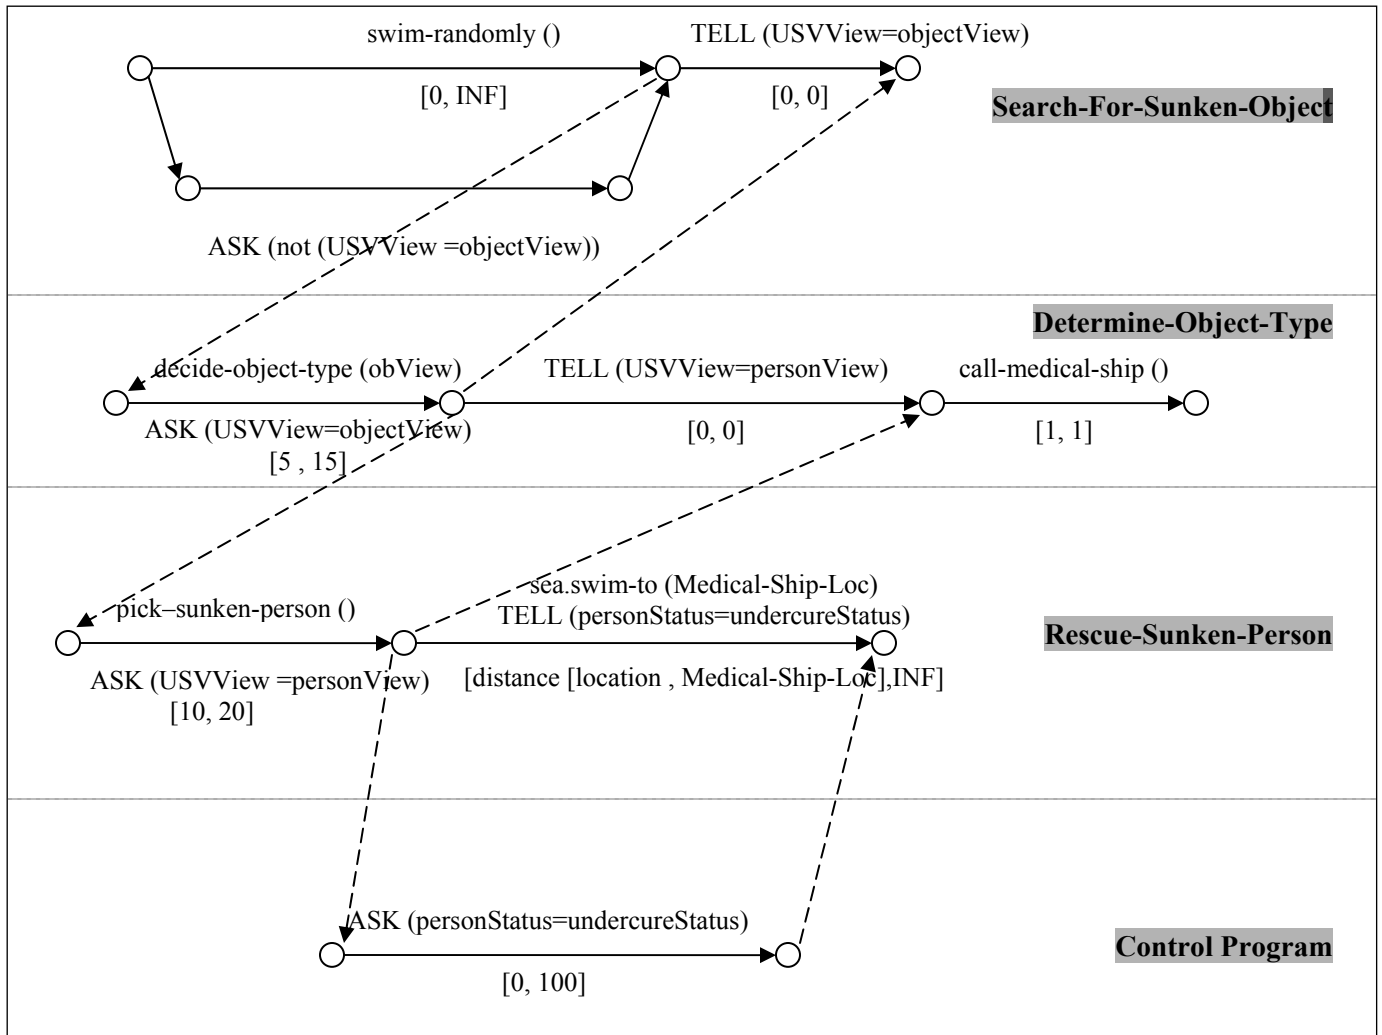 swim-randomly ()
TELL (USVView=objectView)
[0, INF]
[0, 0]
Search-For-Sunken-Object
ASK (not (USVView =objectView))
Determine-Object-Type
decide-object-type (obView)
TELL (USVView=personView)
call-medical-ship ()
ASK (USVView=objectView)
[0, 0]
[1, 1]
[5 , 15]
sea.swim-to (Medical-Ship-Loc)
pick–sunken-person ()
TELL (personStatus=undercureStatus)
Rescue-Sunken-Person
ASK (USVView =personView)
[distance [location , Medical-Ship-Loc],INF]
[10, 20]
ASK (personStatus=undercureStatus)
Control Program
[0, 100]